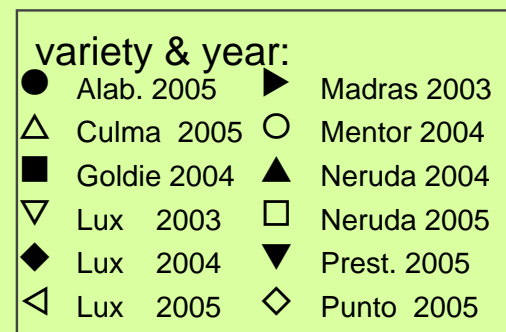 variety & year:
Alab. 2005 Madras 2003
Culma 2005 Mentor 2004
Goldie 2004 Neruda 2004
Lux 2003 Neruda 2005
Lux 2004 Prest. 2005
Lux 2005 Punto 2005